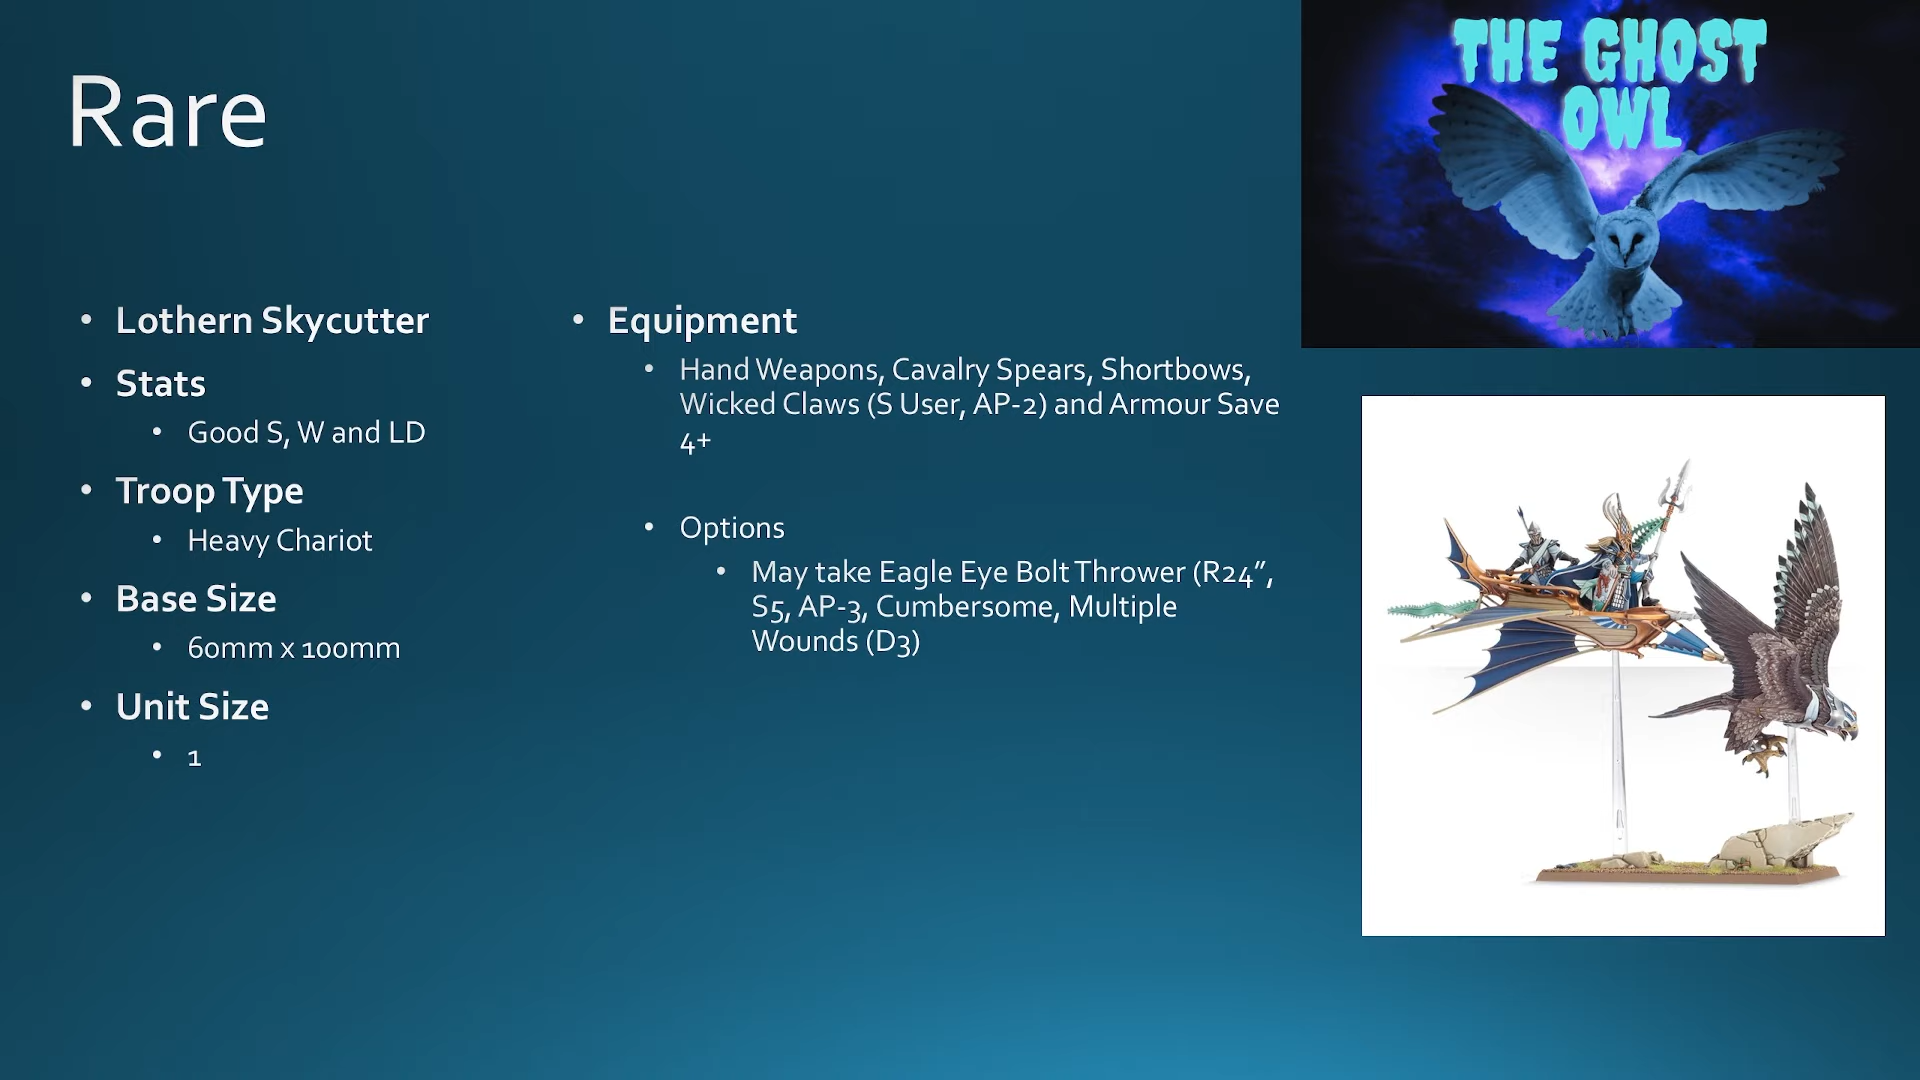 Rare
THE GHOST
OWL
• Lothern Skycutter
• Stats
• Good S, W and LD
• Troop Type
• Heavy Chariot
• Base Size
• 60mm x 100mm
• Unit Size
• 1
• Equipment
• Hand Weapons, Cavalry Spears, Shortbows,
Wicked Claws (S User, AP-2) and Armour Save
4+
• Options
• May take Eagle Eye Bolt Thrower (R24”,
S5, AP-3, Cumbersome, Multiple
Wounds (D3)